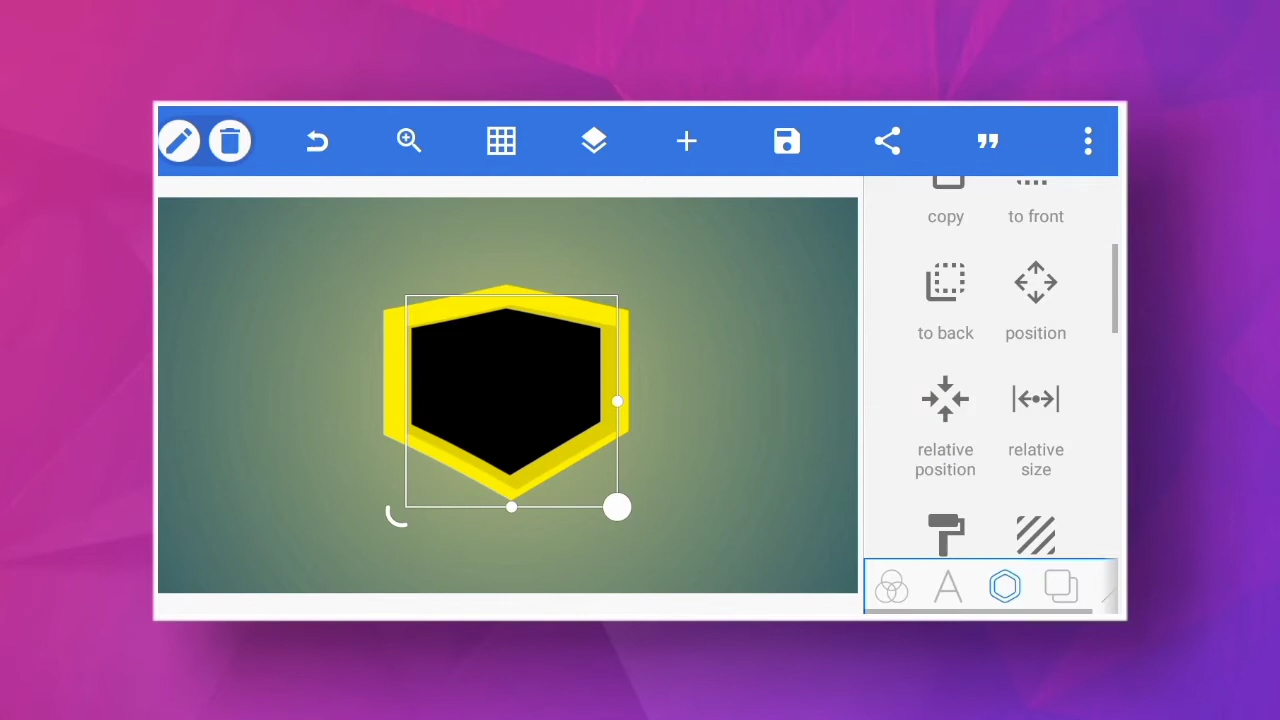 copy
to front
to back
position
relative
position
relative
size